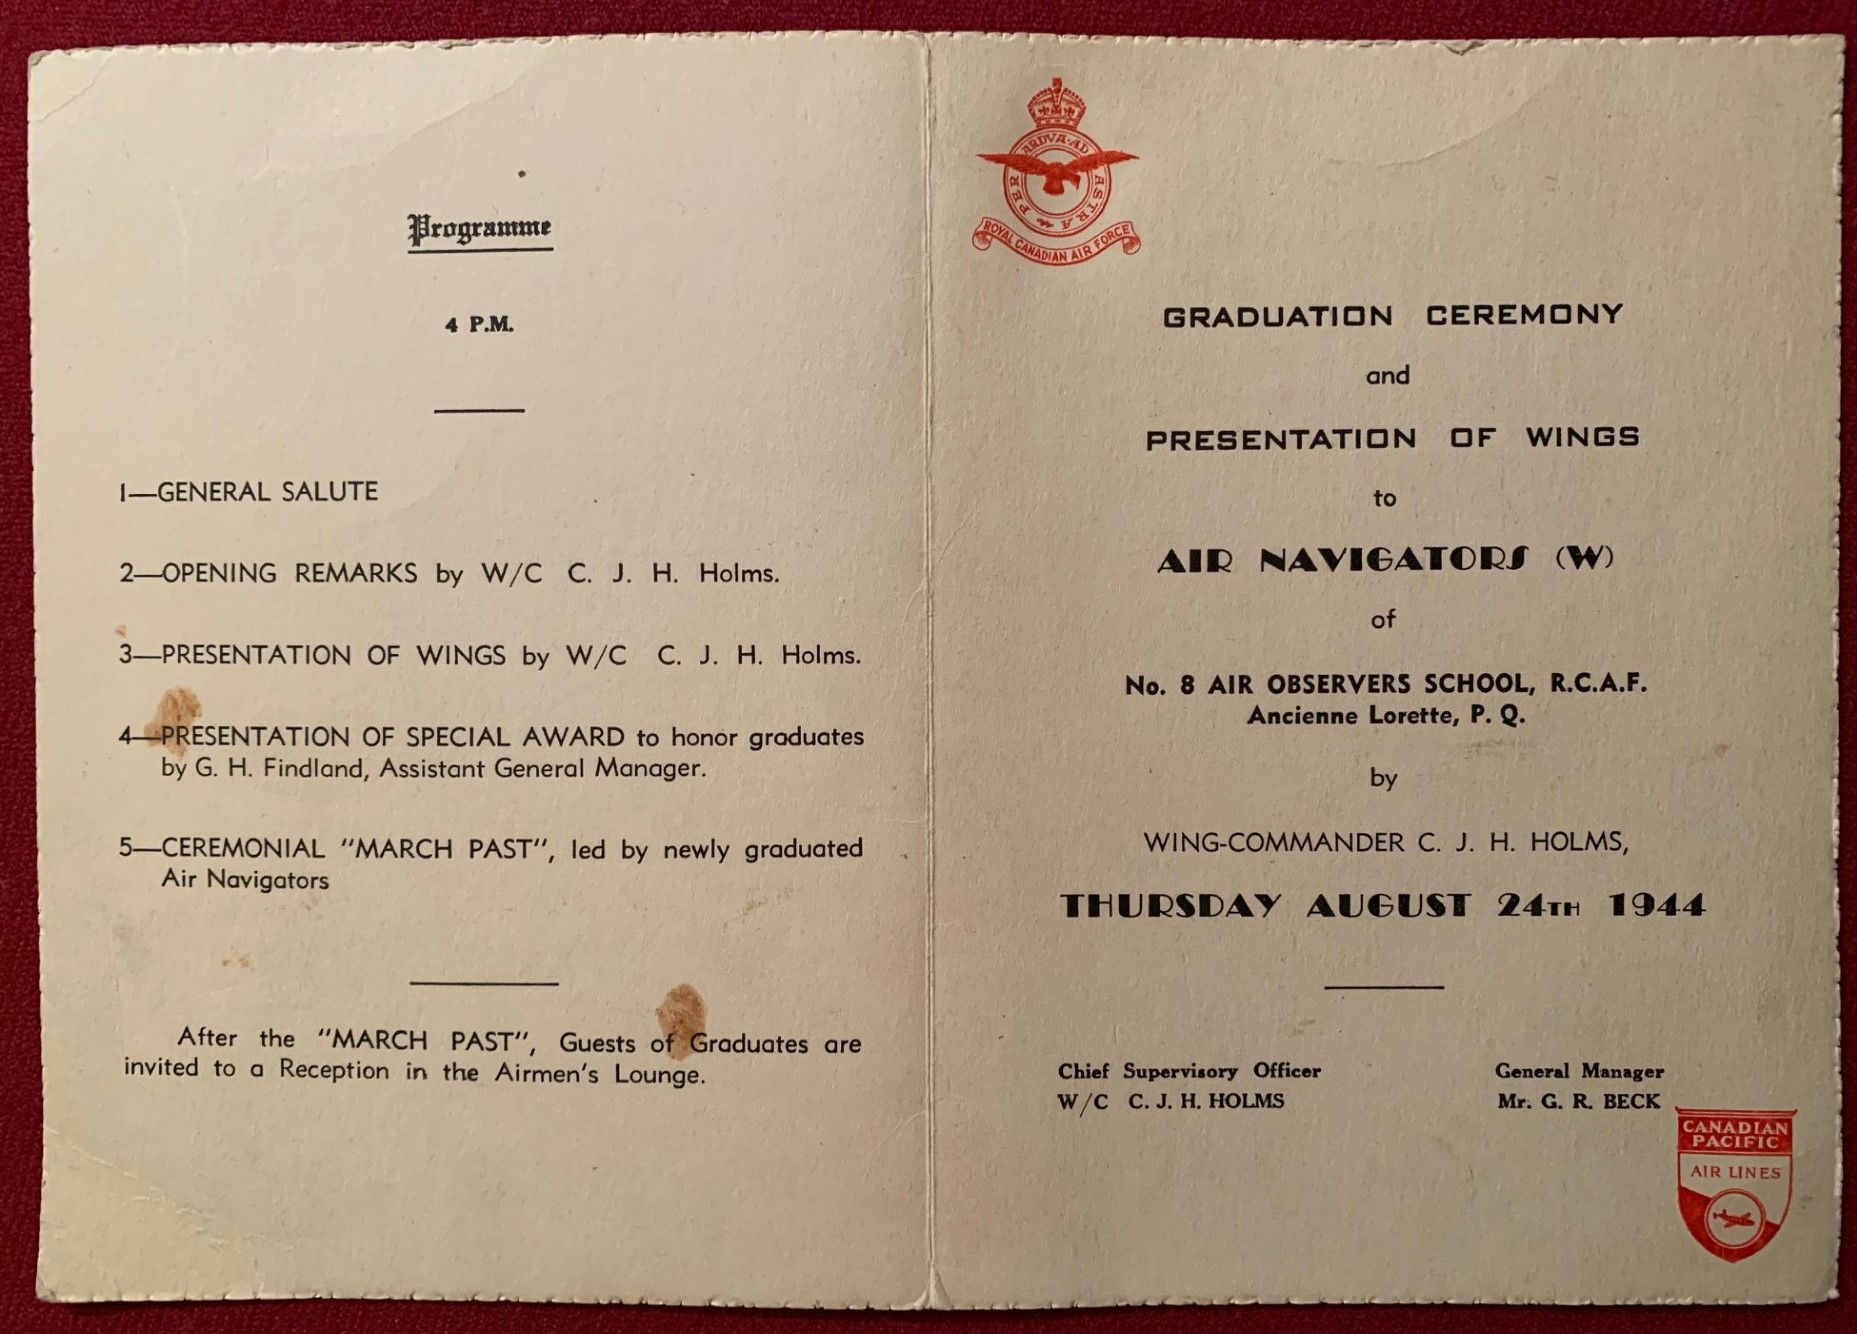 Programme
4 P.M.
1—GENERAL SALUTE
2—OPENING REMARKS by W/C C. J. H. Holms.
3—PRESENTATION OF WINGS by W/C C. J. H. Holms.
4—PRESENTATION OF SPECIAL AWARD to honor graduates
by G. H. Findland, Assistant General Manager.
5—CEREMONIAL "MARCH PAST", led by newly graduated
Air Navigators
After the "MARCH PAST", Guests of Graduates are
invited to a Reception in the Airmen's Lounge.
PER ARDVA·AD ASTRA
ROYAL CANADIAN AIR FORCE
GRADUATION CEREMONY
and
PRESENTATION OF WINGS
to
AIR NAVIGATORS (W)
of
No. 8 AIR OBSERVERS SCHOOL, R.C.A.F.
Ancienne Lorette, P. Q.
by
WING-COMMANDER C. J. H. HOLMS,
THURSDAY AUGUST 24TH 1944
Chief Supervisory Officer
W/C C. J. H. HOLMS
General Manager
Mr. G. R. BECK
CANADIAN
PACIFIC
AIR LINES